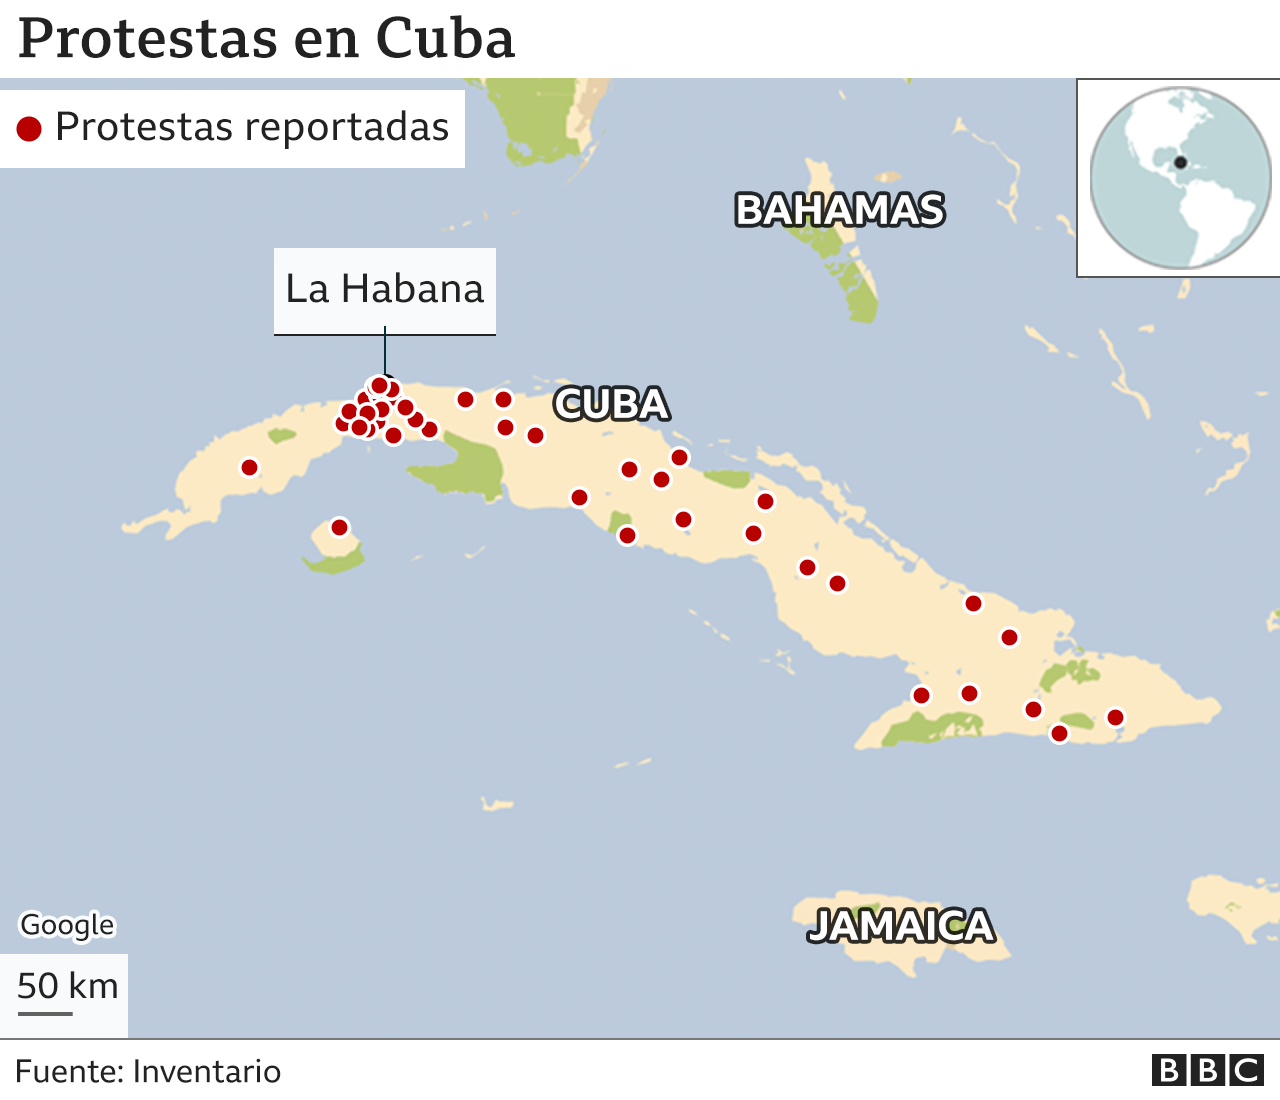 Protestas en Cuba
Protestas reportadas
BAHAMAS
La Habana
CUBA
JAMAICA
Google
50 km
Fuente: Inventario
BBC